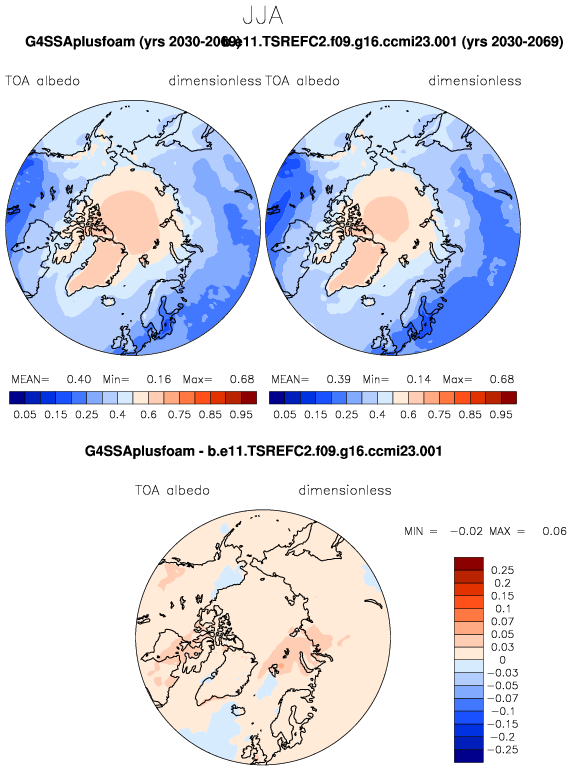 JJA
G4SSAplusfoam (yrs 2030-2069) b.e11.TSREFC2.f09.g16.ccmi23.001 (yrs 2030-2069)
TOA albedo dimensionless TOA albedo dimensionless
MEAN= 0.40 Min= 0.16 Max= 0.68 MEAN= 0.39 Min= 0.14 Max= 0.68
0.05 0.15 0.25 0.4 0.6 0.75 0.85 0.95 0.05 0.15 0.25 0.4 0.6 0.75 0.85 0.95
G4SSAplusfoam - b.e11.TSREFC2.f09.g16.ccmi23.001
TOA albedo dimensionless
MIN = -0.02 MAX = 0.06
0.25
0.2
0.15
0.1
0.07
0.05
0.03
0
-0.03
-0.05
-0.07
-0.1
-0.15
-0.2
-0.25